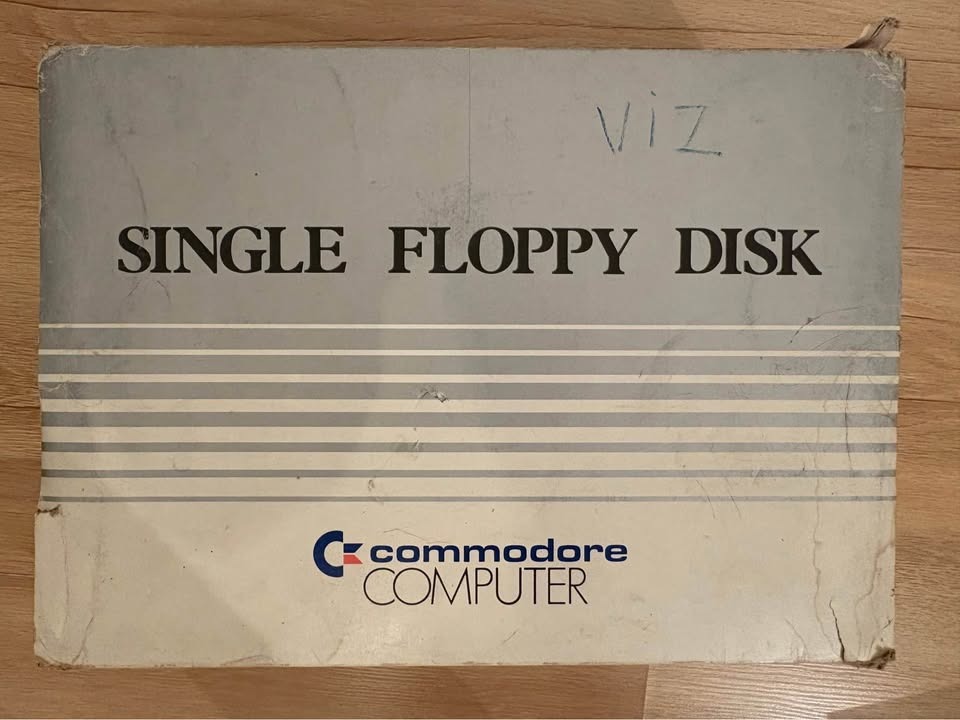 ViZ
SINGLE FLOPPY DISK
commodore
COMPUTER